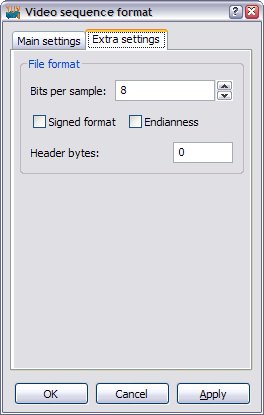 Video sequence format
Main settings Extra settings
File format
Bits per sample: 8
Signed format Endianness
Header bytes: 0
OK Cancel Apply